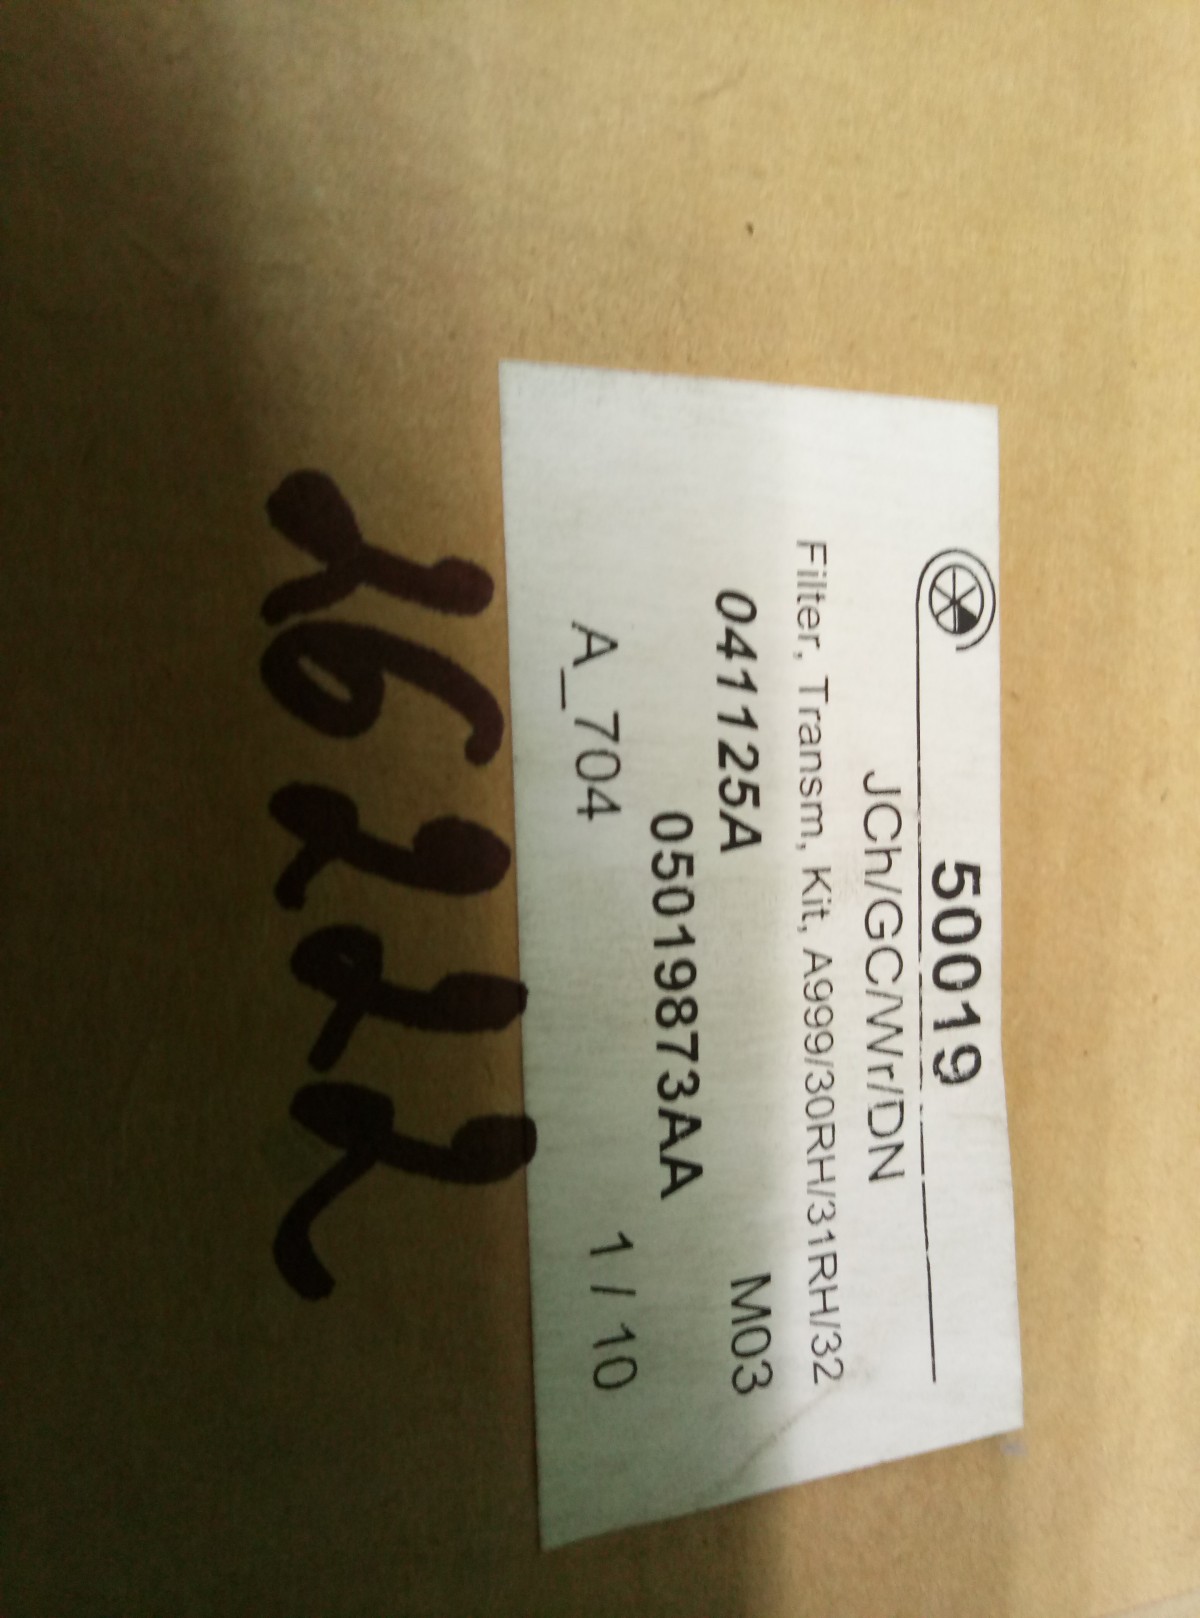 50019
JCh/GC/Wr/DN
Filter, Transm, Kit, A999/30RH/31RH/32
041125A M03
05019873AA
A_704 1 / 10
26222